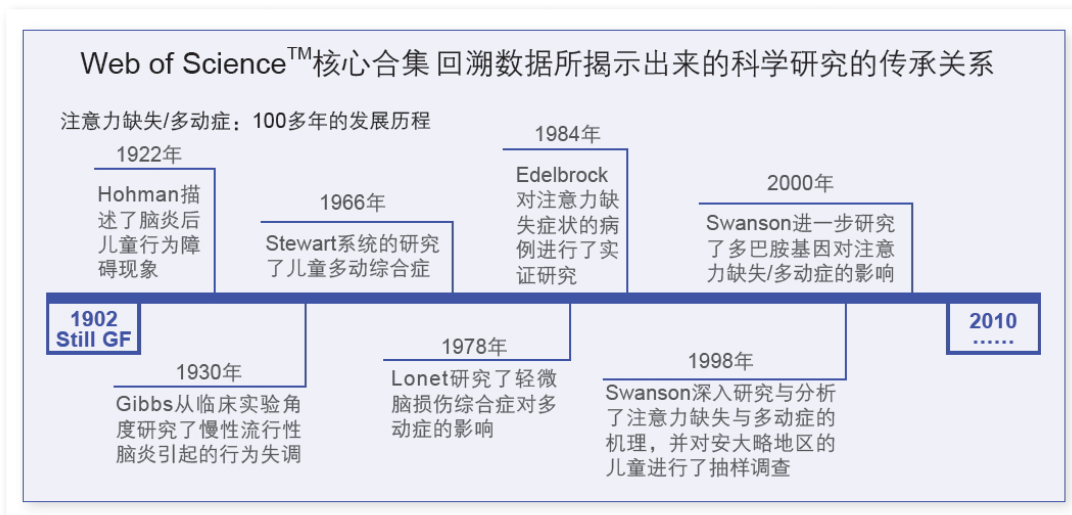 Web of Science™核心合集 回溯数据所揭示出来的科学研究的传承关系
注意力缺失/多动症：100多年的发展历程
1922年
Hohman描
述了脑炎后
儿童行为障
碍现象
1966年
Stewart系统的研究
了儿童多动综合症
1984年
Edelbrock
对注意力缺
失症状的病
例进行了实
证研究
2000年
Swanson进一步研究
了多巴胺基因对注意
力缺失/多动症的影响
1902
Still GF
2010
……
1930年
Gibbs从临床实验角
度研究了慢性流行性
脑炎引起的行为失调
1978年
Lonet研究了轻微
脑损伤综合症对多
动症的影响
1998年
Swanson深入研究与分析
了注意力缺失与多动症的
机理，并对安大略地区的
儿童进行了抽样调查